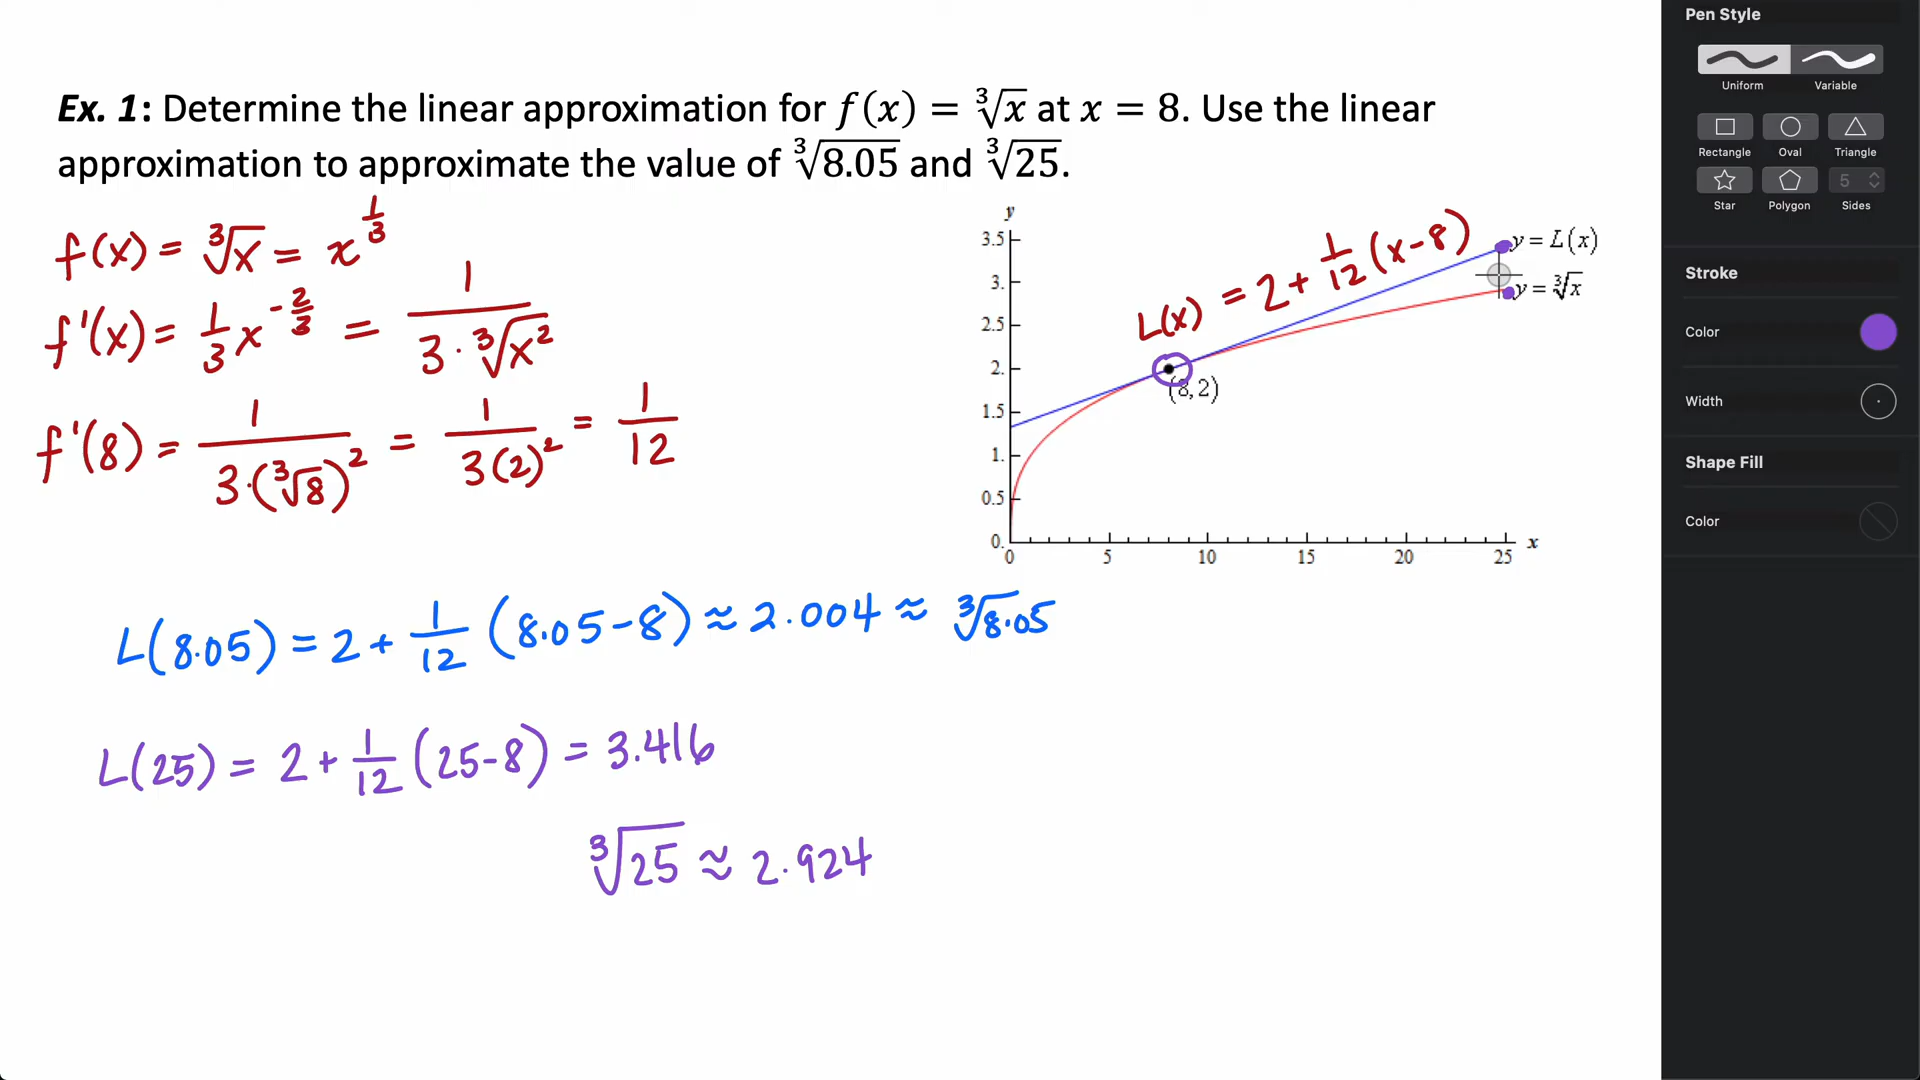 Ex. 1: Determine the linear approximation for f(x) = ∛x at x = 8. Use the linear
approximation to approximate the value of ∛8.05 and ∛25.
f(x) = ∛x = x^(1/3)
f'(x) = 1/3 x^(-2/3) = 1/(3·∛x²)
f'(8) = 1/(3·(∛8)²) = 1/(3(2)²) = 1/12
y
3.5
3.
2.5
2.
1.5
1.
0.5
0.
0 5 10 15 20 25 x
L(x) = 2 + 1/12 (x-8)
y = L(x)
y = ∛x
(8, 2)
L(8.05) = 2 + 1/12 (8.05-8) ≈ 2.004 ≈ ∛8.05
L(25) = 2 + 1/12 (25-8) = 3.416
∛25 ≈ 2.924
Pen Style
Uniform Variable
Rectangle Oval Triangle
5
Star Polygon Sides
Stroke
Color
Width
Shape Fill
Color